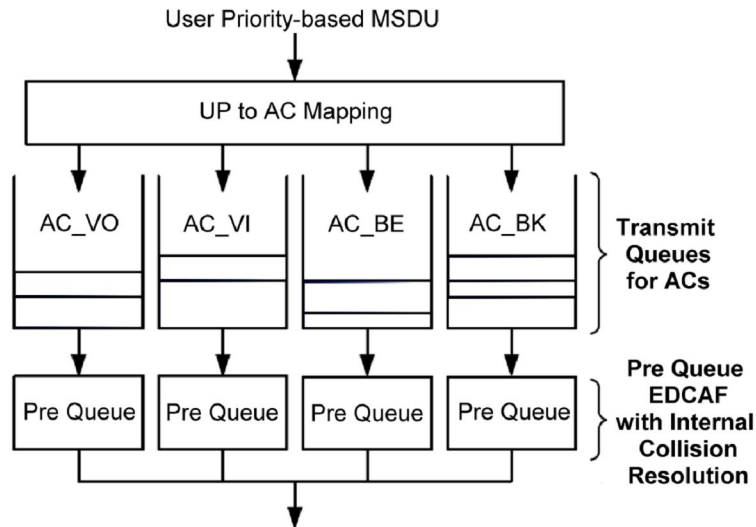 User Priority-based MSDU
UP to AC Mapping
AC_VO
AC_VI
AC_BE
AC_BK
Transmit
Queues
for ACs
Pre Queue
Pre Queue
Pre Queue
Pre Queue
Pre Queue
EDCAF
with Internal
Collision
Resolution